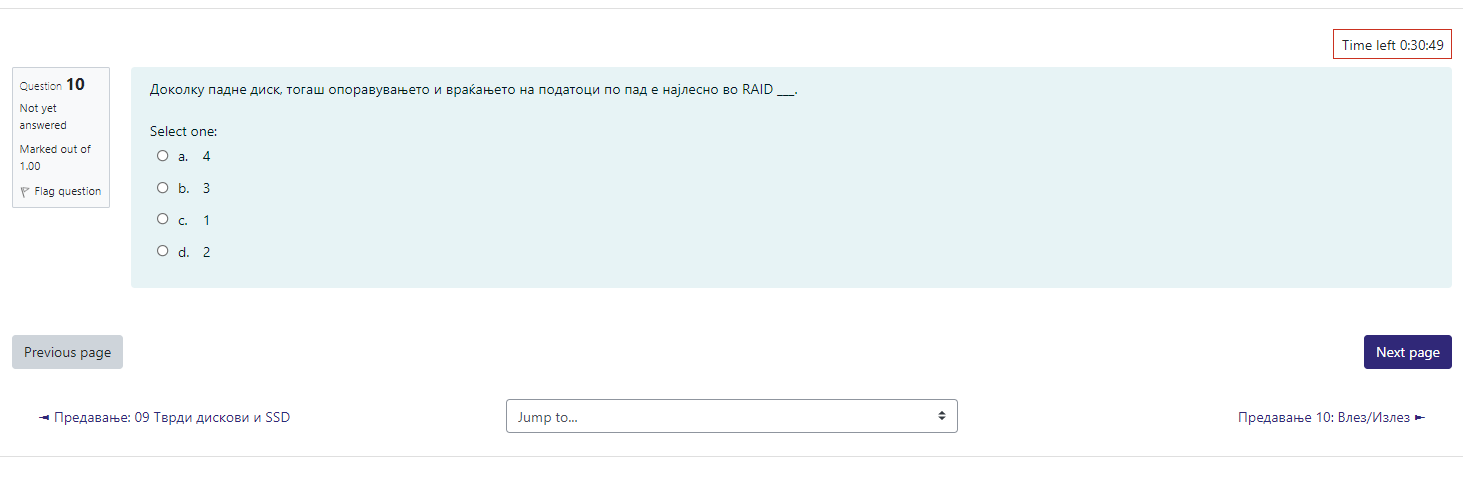 Time left 0:30:49
Question 10
Not yet
answered
Marked out of
1.00
Flag question
Доколку падне диск, тогаш опоравувањето и враќањето на податоци по пад е најлесно во RAID ___.
Select one:
a. 4
b. 3
c. 1
d. 2
Previous page
Next page
◄ Предавање: 09 Тврди дискови и SSD
Jump to...
Предавање 10: Влез/Излез ►